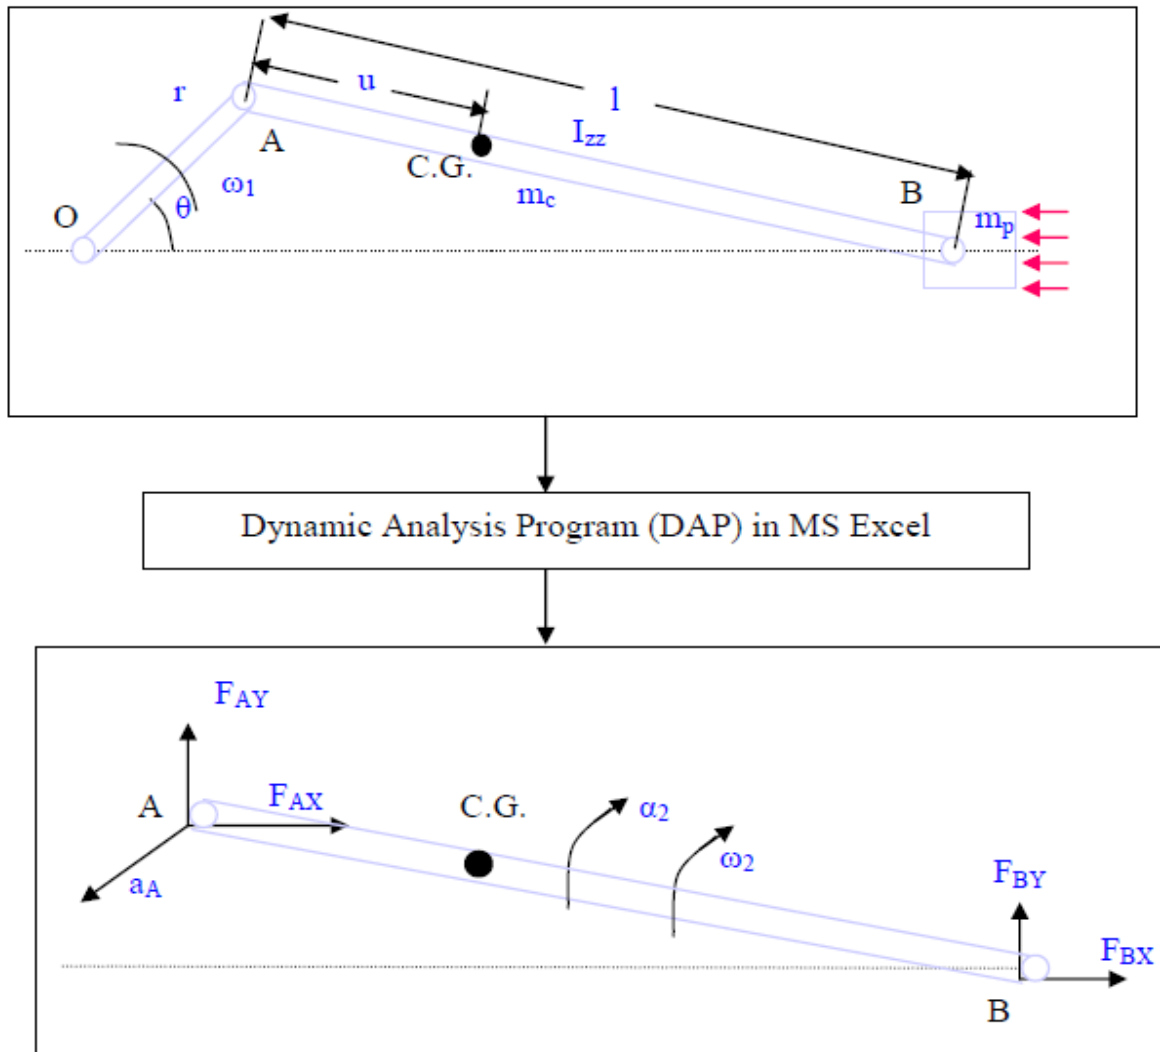 r
u
l
I_zz
A
C.G.
m_c
O
θ
ω₁
B
m_p
Dynamic Analysis Program (DAP) in MS Excel
F_AY
A
F_AX
C.G.
α₂
ω₂
a_A
F_BY
F_BX
B